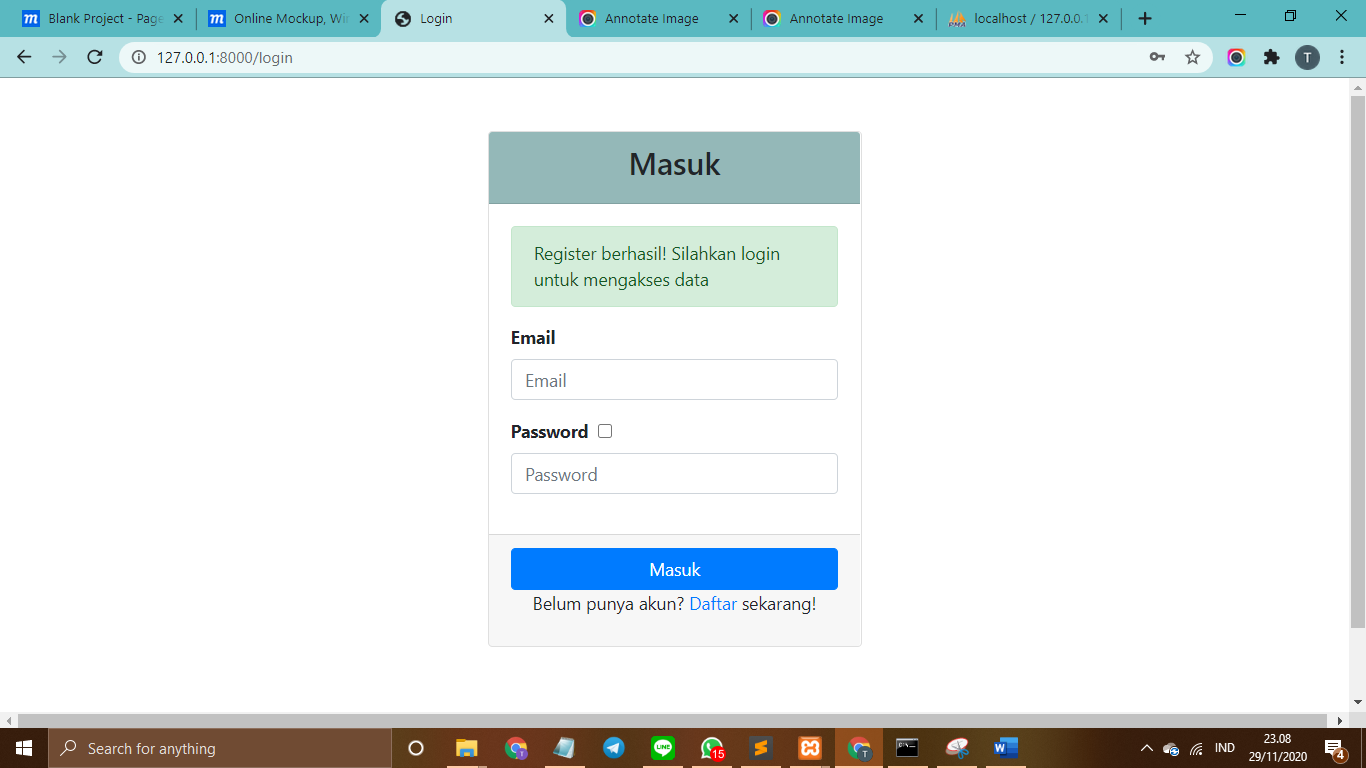 Blank Project - Page
Online Mockup, Wir
Login
Annotate Image
Annotate Image
localhost / 127.0.0.1
127.0.0.1:8000/login
T
Masuk
Register berhasil! Silahkan login
untuk mengakses data
Email
Email
Password
Password
Masuk
Belum punya akun? Daftar sekarang!
Search for anything
15
IND
23.08
29/11/2020
4